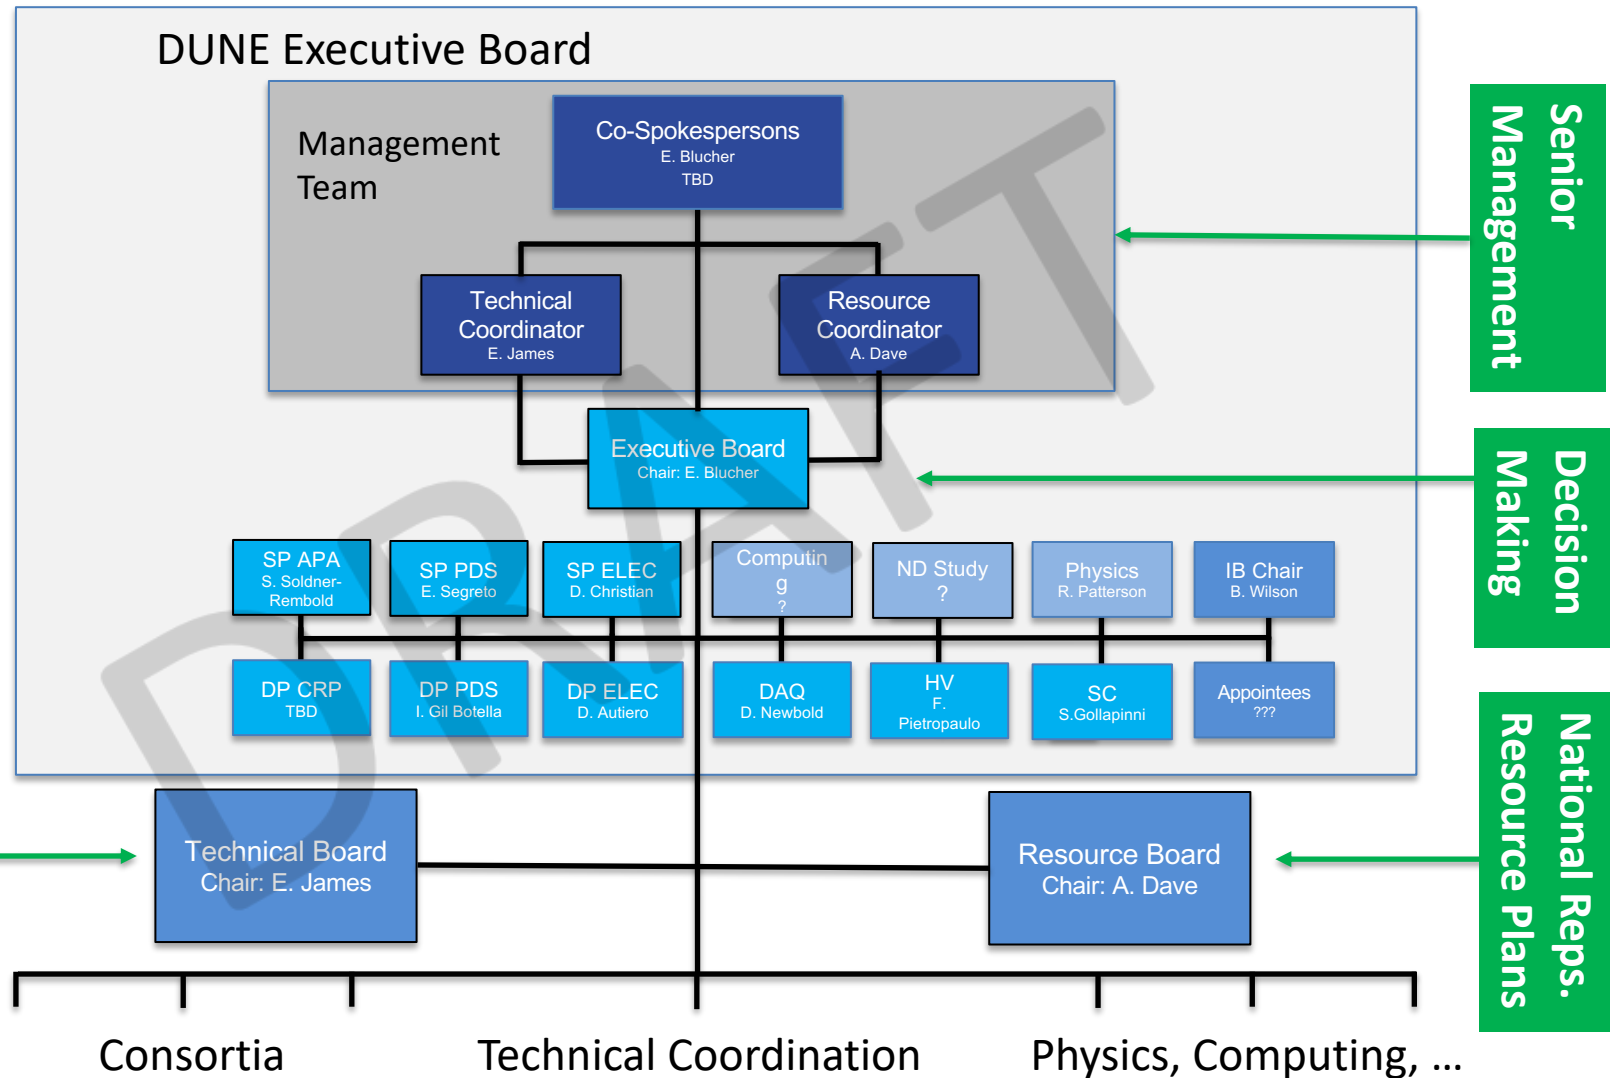 DUNE Executive Board
Management
Team
Co-Spokespersons
E. Blucher
TBD
Technical
Coordinator
E. James
Resource
Coordinator
A. Dave
Executive Board
Chair: E. Blucher
SP APA
S. Soldner-
Rembold
SP PDS
E. Segreto
SP ELEC
D. Christian
Computin
g
?
ND Study
?
Physics
R. Patterson
IB Chair
B. Wilson
DP CRP
TBD
DP PDS
I. Gil Botella
DP ELEC
D. Autiero
DAQ
D. Newbold
HV
F.
Pietropaulo
SC
S.Gollapinni
Appointees
???
Technical Board
Chair: E. James
Resource Board
Chair: A. Dave
Consortia
Technical Coordination
Physics, Computing, ...
Senior
Management
Decision
Making
National Reps.
Resource Plans
DRAFT